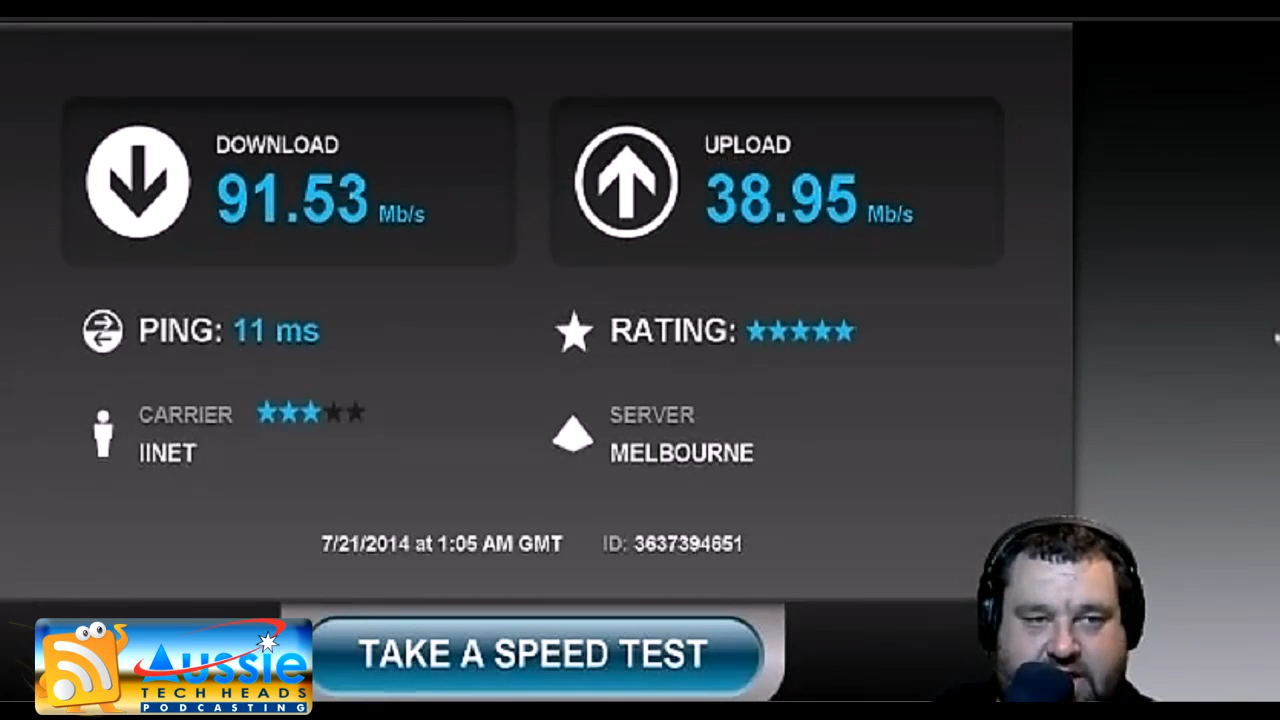 DOWNLOAD
91.53 Mb/s
UPLOAD
38.95 Mb/s
PING: 11 ms
RATING:
CARRIER
IINET
SERVER
MELBOURNE
7/21/2014 at 1:05 AM GMT ID: 3637394651
TAKE A SPEED TEST
Aussie
TECH HEADS
PODCASTING